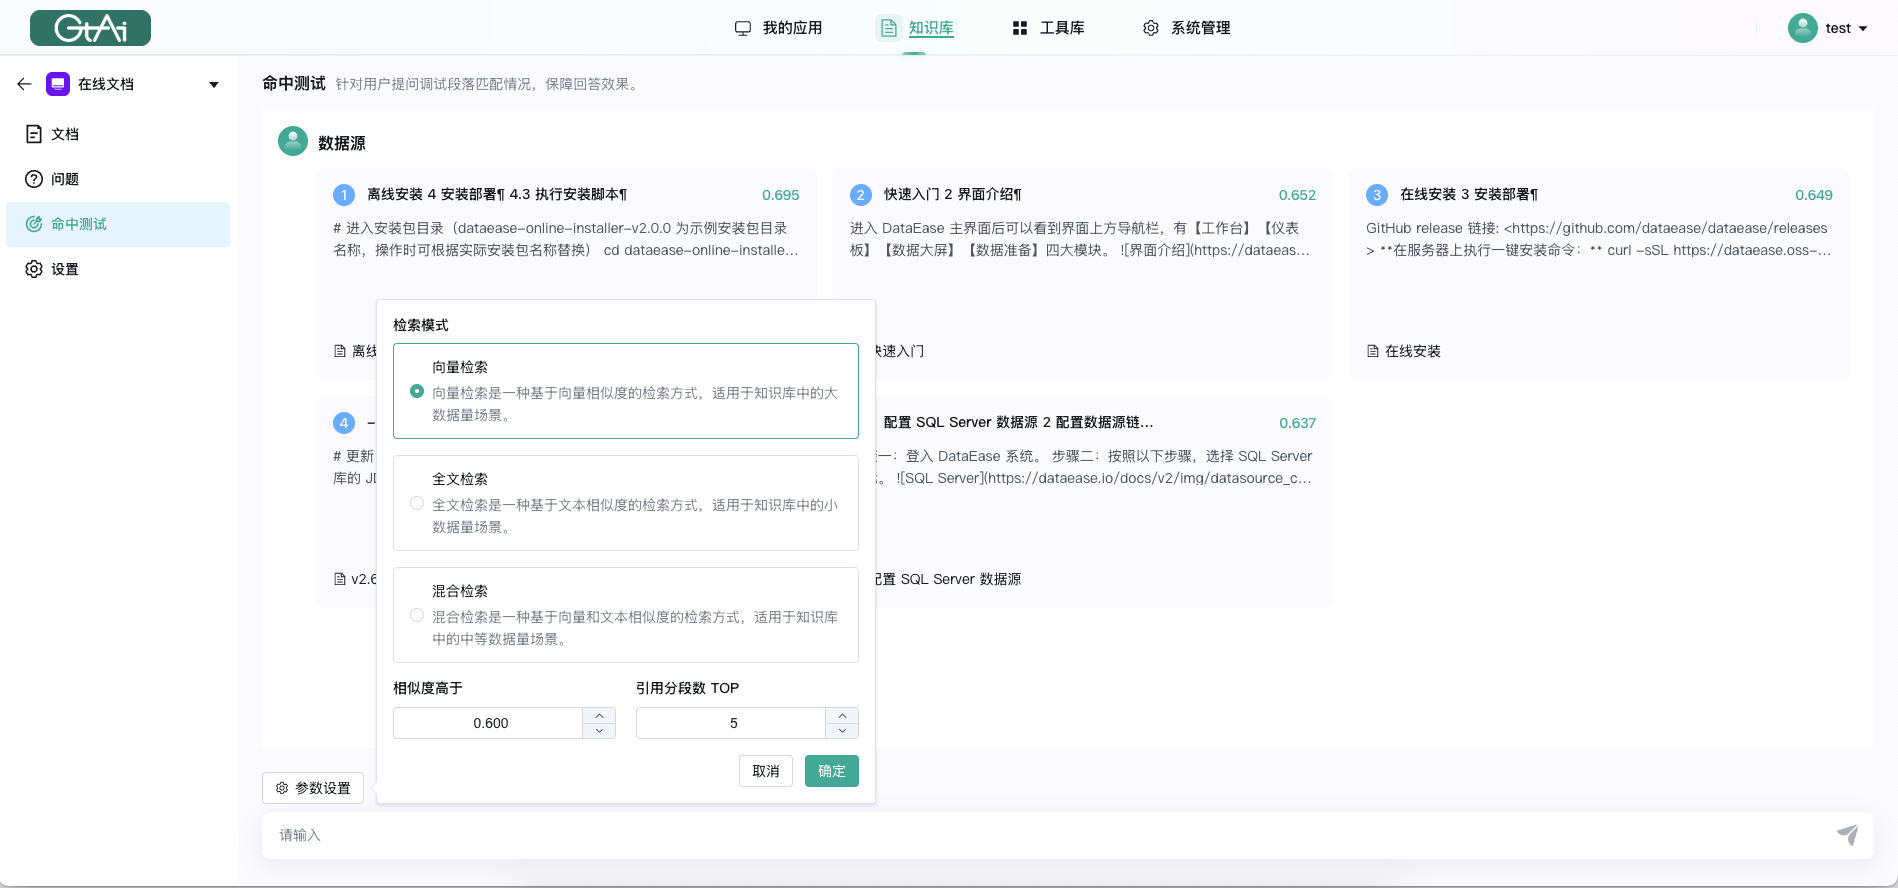 GtAi
我的应用
知识库
工具库
系统管理
test
在线文档
文档
问题
命中测试
设置
命中测试 针对用户提问调试段落匹配情况，保障回答效果。
数据源
1 离线安装 4 安装部署¶ 4.3 执行安装脚本¶ 0.695
# 进入安装包目录（dataease-online-installer-v2.0.0 为示例安装包目录
名称，操作时可根据实际安装包名称替换） cd dataease-online-installe...
离线
2 快速入门 2 界面介绍¶ 0.652
进入 DataEase 主界面后可以看到界面上方导航栏，有【工作台】【仪表
板】【数据大屏】【数据准备】四大模块。 ![界面介绍](https://dataeas...
快速入门
3 在线安装 3 安装部署¶ 0.649
GitHub release 链接: <https://github.com/dataease/dataease/releases
> **在服务器上执行一键安装命令：** curl -sSL https://dataease.oss-...
在线安装
4 –
# 更新
库的 JD
v2.6
配置 SQL Server 数据源 2 配置数据源链... 0.637
一：登入 DataEase 系统。 步骤二：按照以下步骤，选择 SQL Server
。 ![SQL Server](https://dataease.io/docs/v2/img/datasource_c...
配置 SQL Server 数据源
检索模式
向量检索
向量检索是一种基于向量相似度的检索方式，适用于知识库中的大
数据量场景。
全文检索
全文检索是一种基于文本相似度的检索方式，适用于知识库中的小
数据量场景。
混合检索
混合检索是一种基于向量和文本相似度的检索方式，适用于知识库
中的中等数据量场景。
相似度高于
引用分段数 TOP
0.600
5
取消
确定
参数设置
请输入